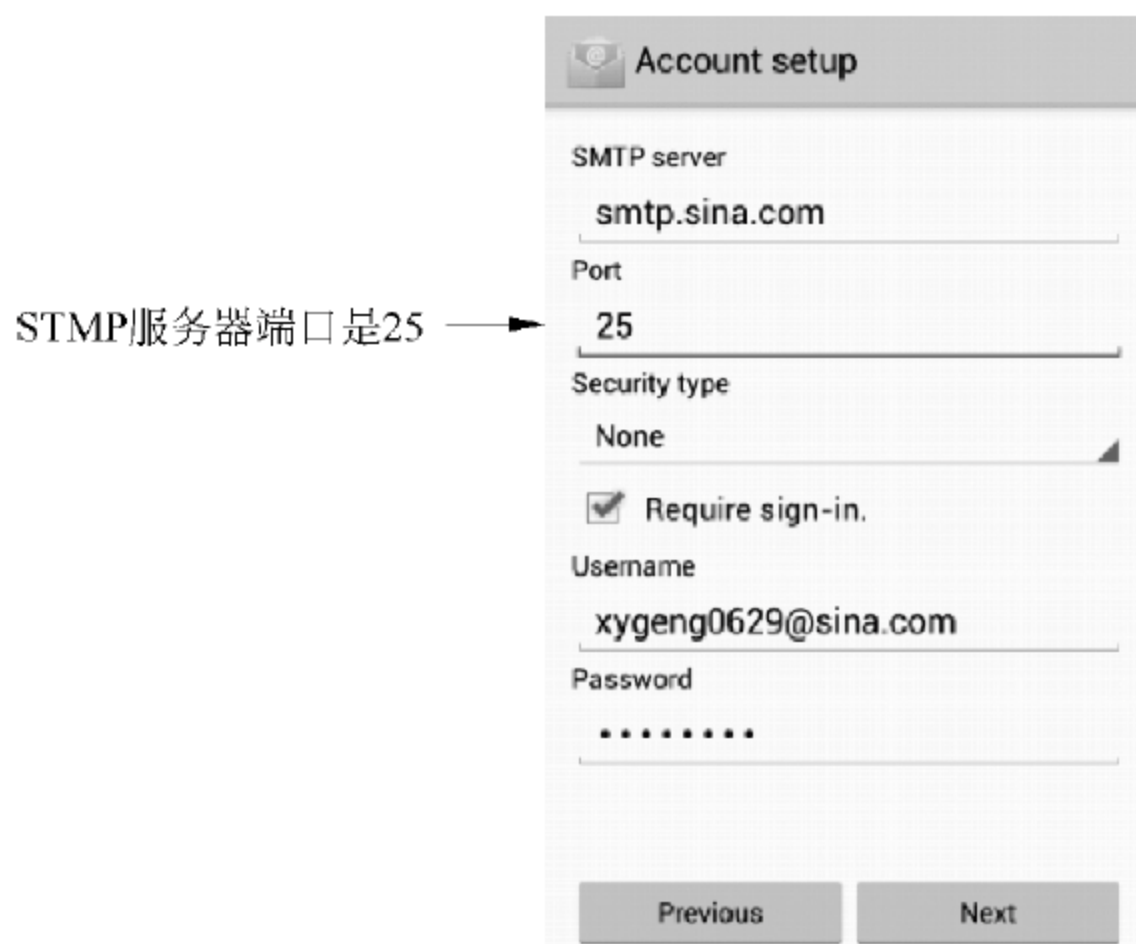 Account setup
SMTP server
smtp.sina.com
Port
STMP服务器端口是25
25
Security type
None
Require sign-in.
Username
xygeng0629@sina.com
Password
••••••••
Previous Next